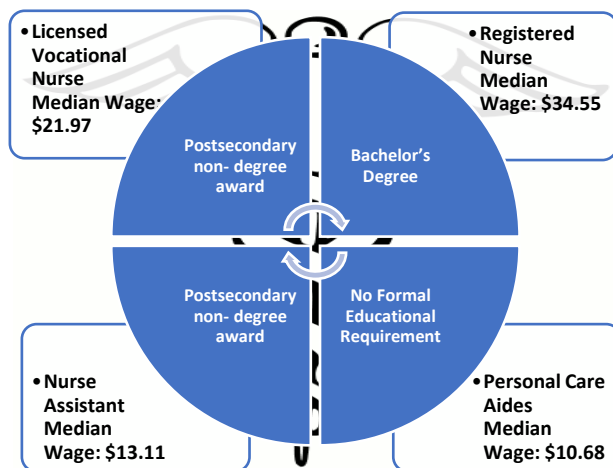 •Licensed
Vocational
Nurse
Median Wage:
$21.97
•Registered
Nurse
Median
Wage: $34.55
Postsecondary
non- degree
award
Bachelor's
Degree
Postsecondary
non- degree
award
No Formal
Educational
Requirement
•Nurse
Assistant
Median
Wage: $13.11
•Personal Care
Aides
Median
Wage: $10.68